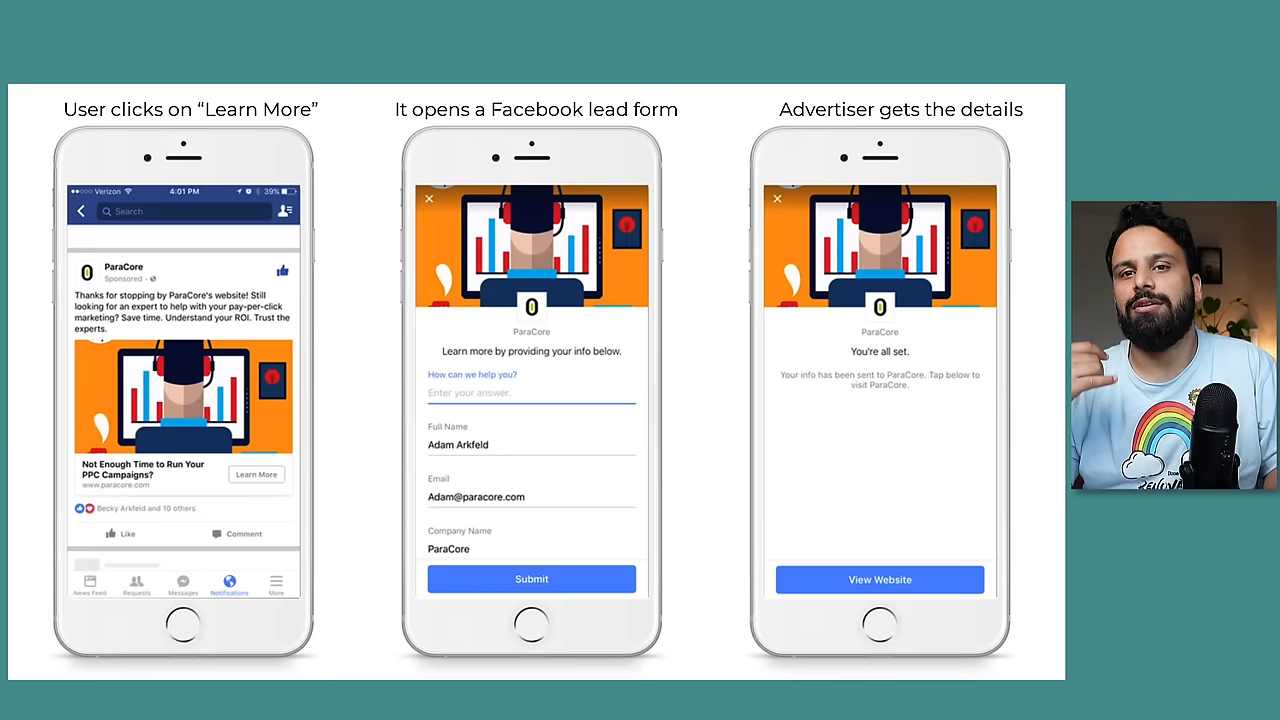 User clicks on “Learn More”
Verizon
4:01 PM
39%
Search
ParaCore
Sponsored ·
Thanks for stopping by ParaCore's website! Still
looking for an expert to help with your pay-per-click
marketing? Save time. Understand your ROI. Trust the
experts.
Not Enough Time to Run Your
PPC Campaigns?
www.paracore.com
Learn More
Becky Arkfeld and 10 others
Like
Comment
News Feed
Requests
Messages
Notifications
More
It opens a Facebook lead form
ParaCore
Learn more by providing your info below.
How can we help you?
Enter your answer.
Full Name
Adam Arkfeld
Email
Adam@paracore.com
Company Name
ParaCore
Submit
Advertiser gets the details
ParaCore
You're all set.
Your info has been sent to ParaCore. Tap below to
visit ParaCore.
View Website